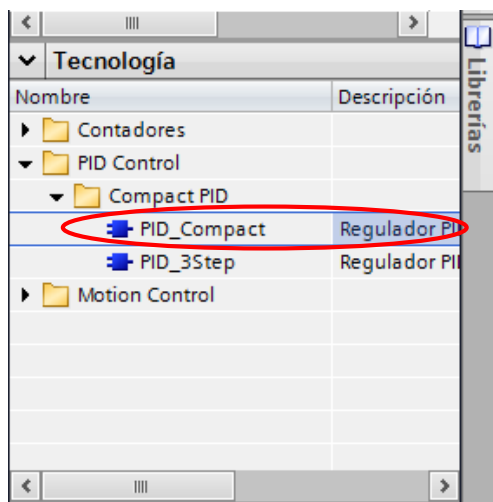 Tecnología
Nombre Descripción
Contadores
PID Control
Compact PID
PID_Compact Regulador PI
PID_3Step Regulador PI
Motion Control
Librerías